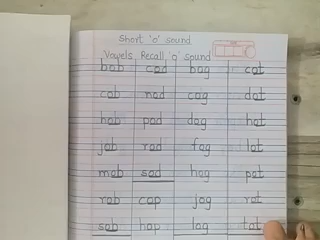 Short 'o' sound
Vowels Recall 'o' sound
bob cod bog cot
cob nod cog dot
hob pod dog hot
job rod fog lot
mob sod hog pot
rob cop jog rot
sob hop log tot